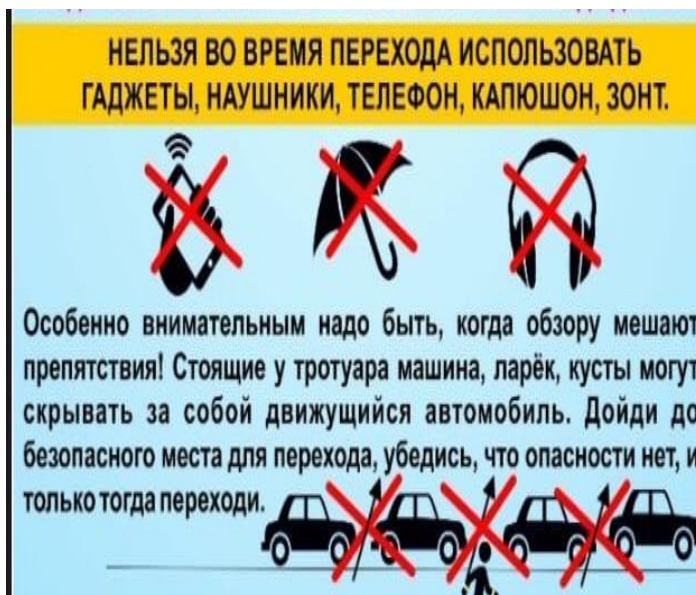 НЕЛЬЗЯ ВО ВРЕМЯ ПЕРЕХОДА ИСПОЛЬЗОВАТЬ
ГАДЖЕТЫ, НАУШНИКИ, ТЕЛЕФОН, КАПЮШОН, ЗОНТ.
Особенно внимательным надо быть, когда обзору мешают
препятствия! Стоящие у тротуара машина, ларёк, кусты могут
скрывать за собой движущийся автомобиль. Дойди до
безопасного места для перехода, убедись, что опасности нет, и
только тогда переходи.